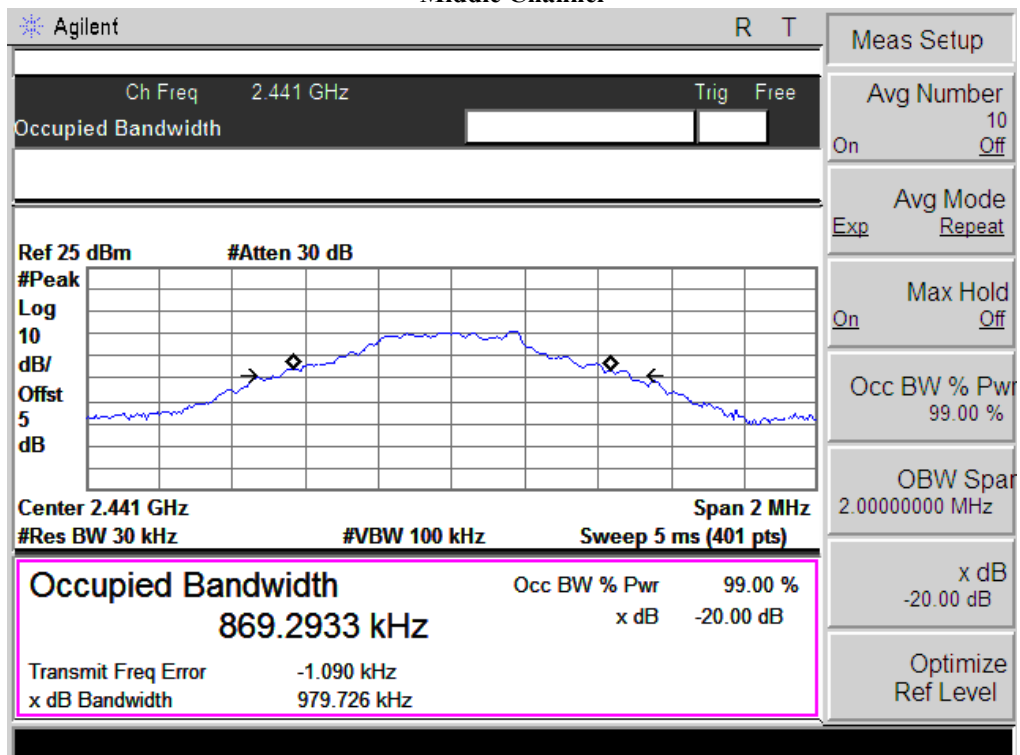 Middle Channel
Agilent R T
Ch Freq 2.441 GHz Trig Free
Occupied Bandwidth
Ref 25 dBm #Atten 30 dB
#Peak
Log
10
dB/
Offst
5
dB
Center 2.441 GHz Span 2 MHz
#Res BW 30 kHz #VBW 100 kHz Sweep 5 ms (401 pts)
Occupied Bandwidth
869.2933 kHz
Occ BW % Pwr 99.00 %
x dB -20.00 dB
Transmit Freq Error -1.090 kHz
x dB Bandwidth 979.726 kHz
Meas Setup
Avg Number
10
On Off
Avg Mode
Exp Repeat
Max Hold
On Off
Occ BW % Pwr
99.00 %
OBW Span
2.00000000 MHz
x dB
-20.00 dB
Optimize
Ref Level